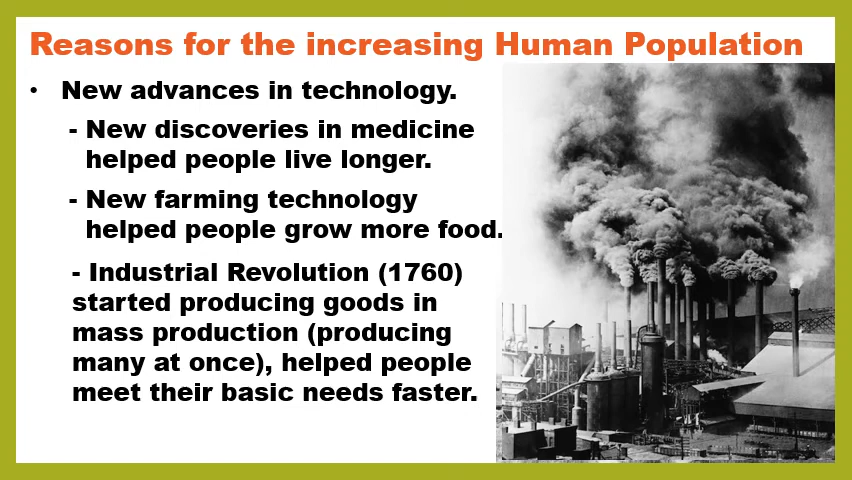 Reasons for the increasing Human Population
• New advances in technology.
- New discoveries in medicine
helped people live longer.
- New farming technology
helped people grow more food.
- Industrial Revolution (1760)
started producing goods in
mass production (producing
many at once), helped people
meet their basic needs faster.